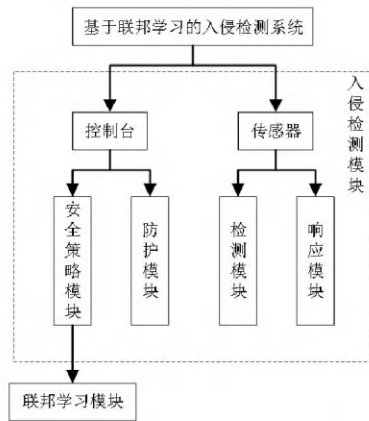 基于联邦学习的入侵检测系统
入侵检测模块
控制台
传感器
安全策略模块
防护模块
检测模块
响应模块
联邦学习模块